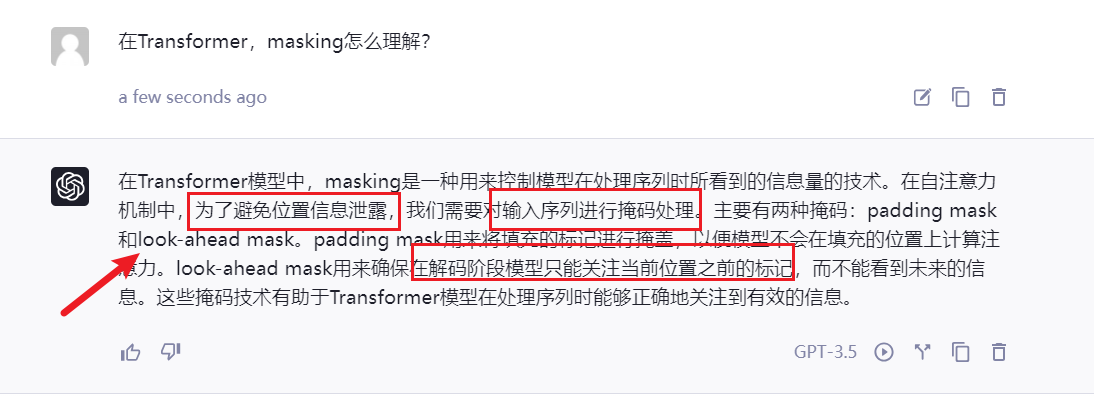 在Transformer，masking怎么理解？
a few seconds ago
在Transformer模型中，masking是一种用来控制模型在处理序列时所看到的信息量的技术。在自注意力
机制中，为了避免位置信息泄露，我们需要对输入序列进行掩码处理。主要有两种掩码：padding mask
和look-ahead mask。padding mask用来将填充的标记进行掩盖，以便模型不会在填充的位置上计算注
意力。look-ahead mask用来确保在解码阶段模型只能关注当前位置之前的标记，而不能看到未来的信
息。这些掩码技术有助于Transformer模型在处理序列时能够正确地关注到有效的信息。
GPT-3.5